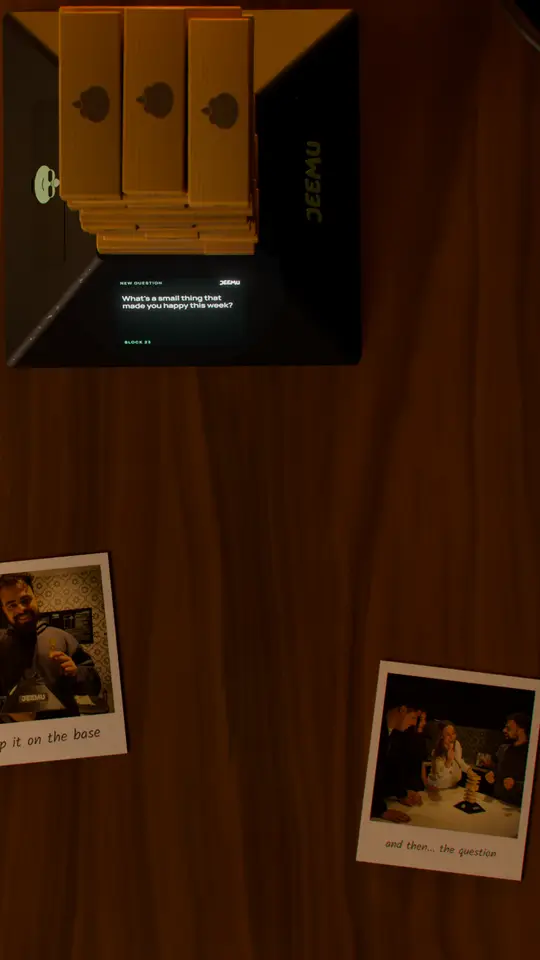 JEEMU
NEW QUESTION
JEEMU
What's a small thing that
made you happy this week?
BLOCK 23
JEEMU
p it on the base
and then... the question